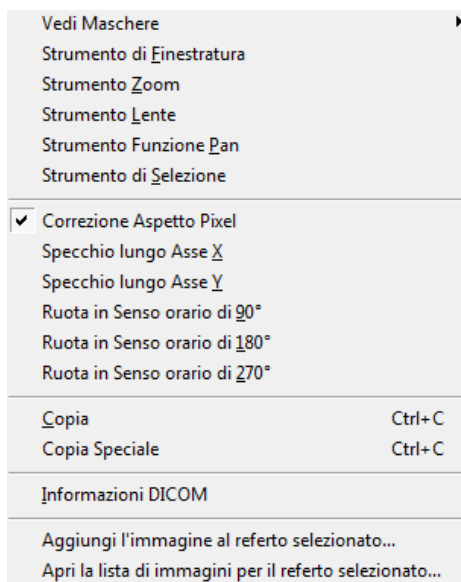 Vedi Maschere
Strumento di Finestratura
Strumento Zoom
Strumento Lente
Strumento Funzione Pan
Strumento di Selezione
Correzione Aspetto Pixel
Specchio lungo Asse X
Specchio lungo Asse Y
Ruota in Senso orario di 90°
Ruota in Senso orario di 180°
Ruota in Senso orario di 270°
Copia Ctrl+C
Copia Speciale Ctrl+C
Informazioni DICOM
Aggiungi l'immagine al referto selezionato...
Apri la lista di immagini per il referto selezionato...